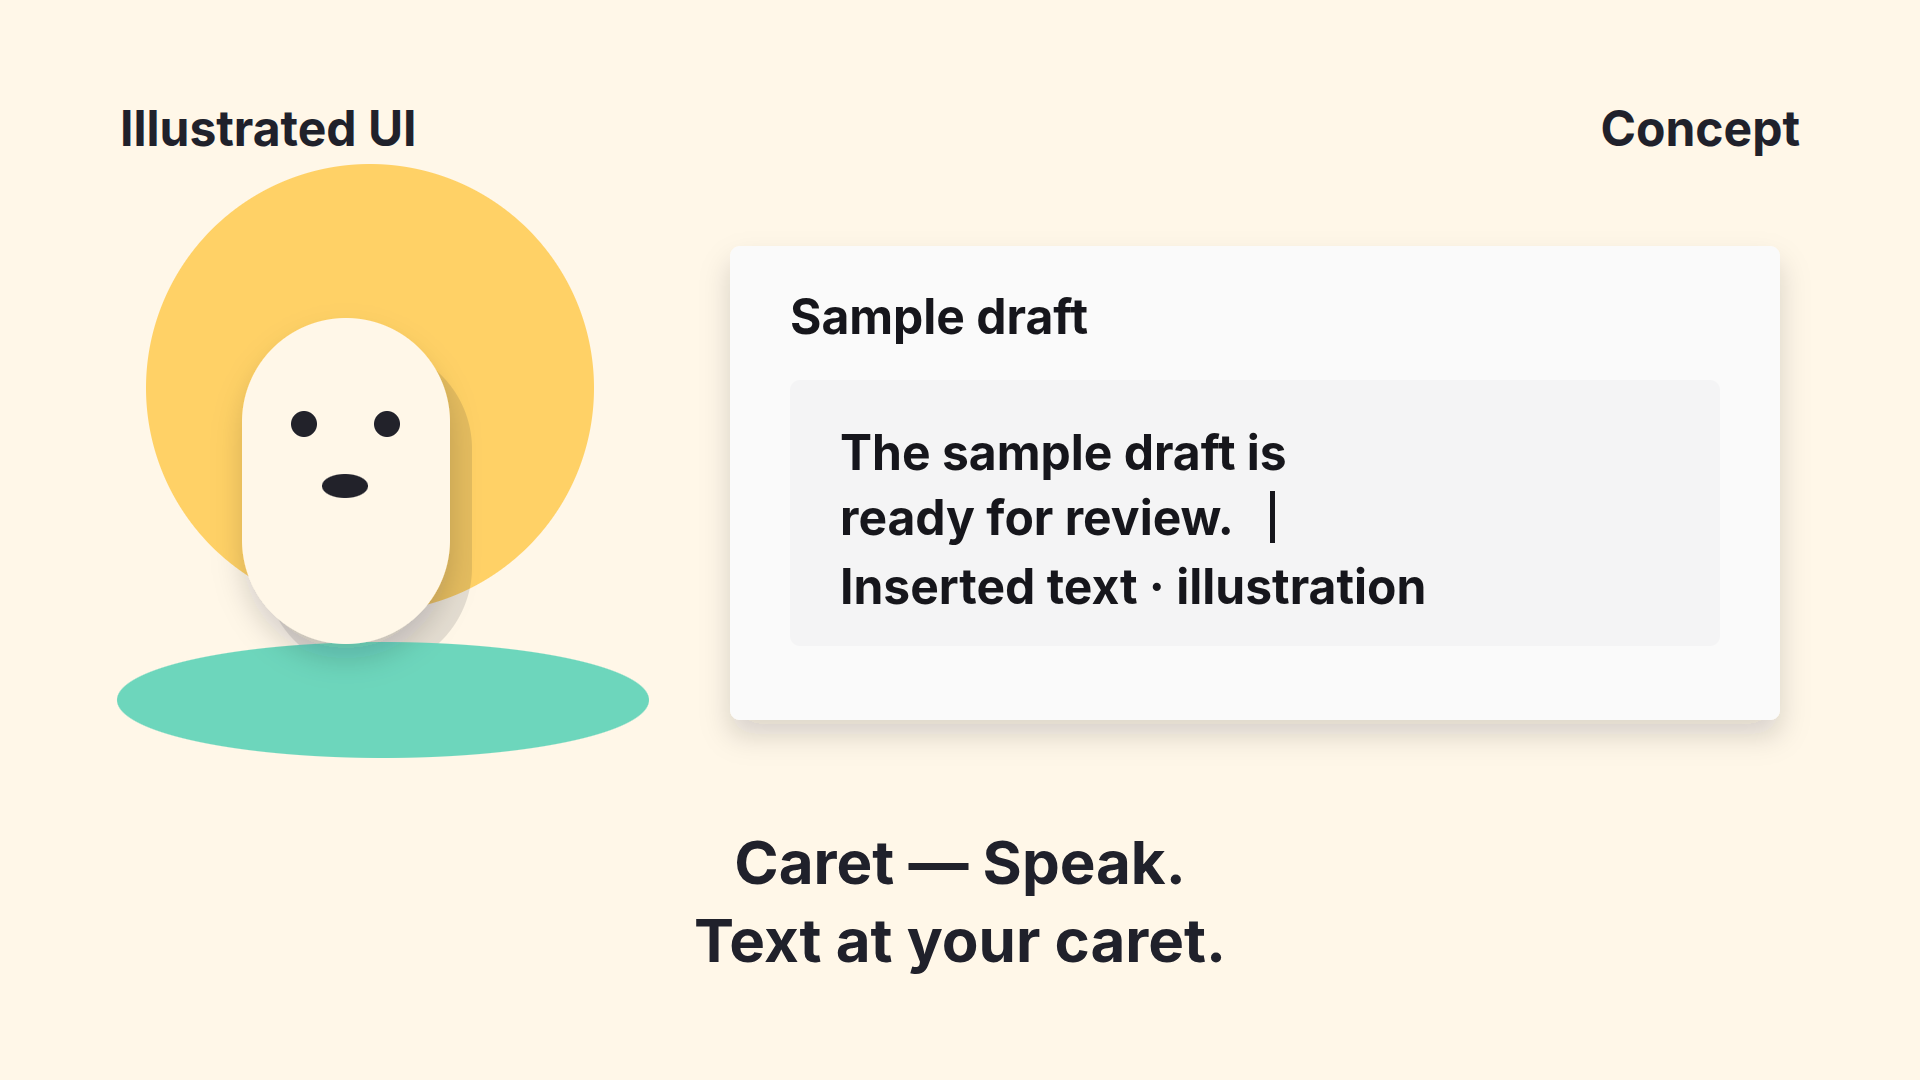 Illustrated UI
Concept
Sample draft
The sample draft is
ready for review.
Inserted text · illustration
Caret — Speak.
Text at your caret.